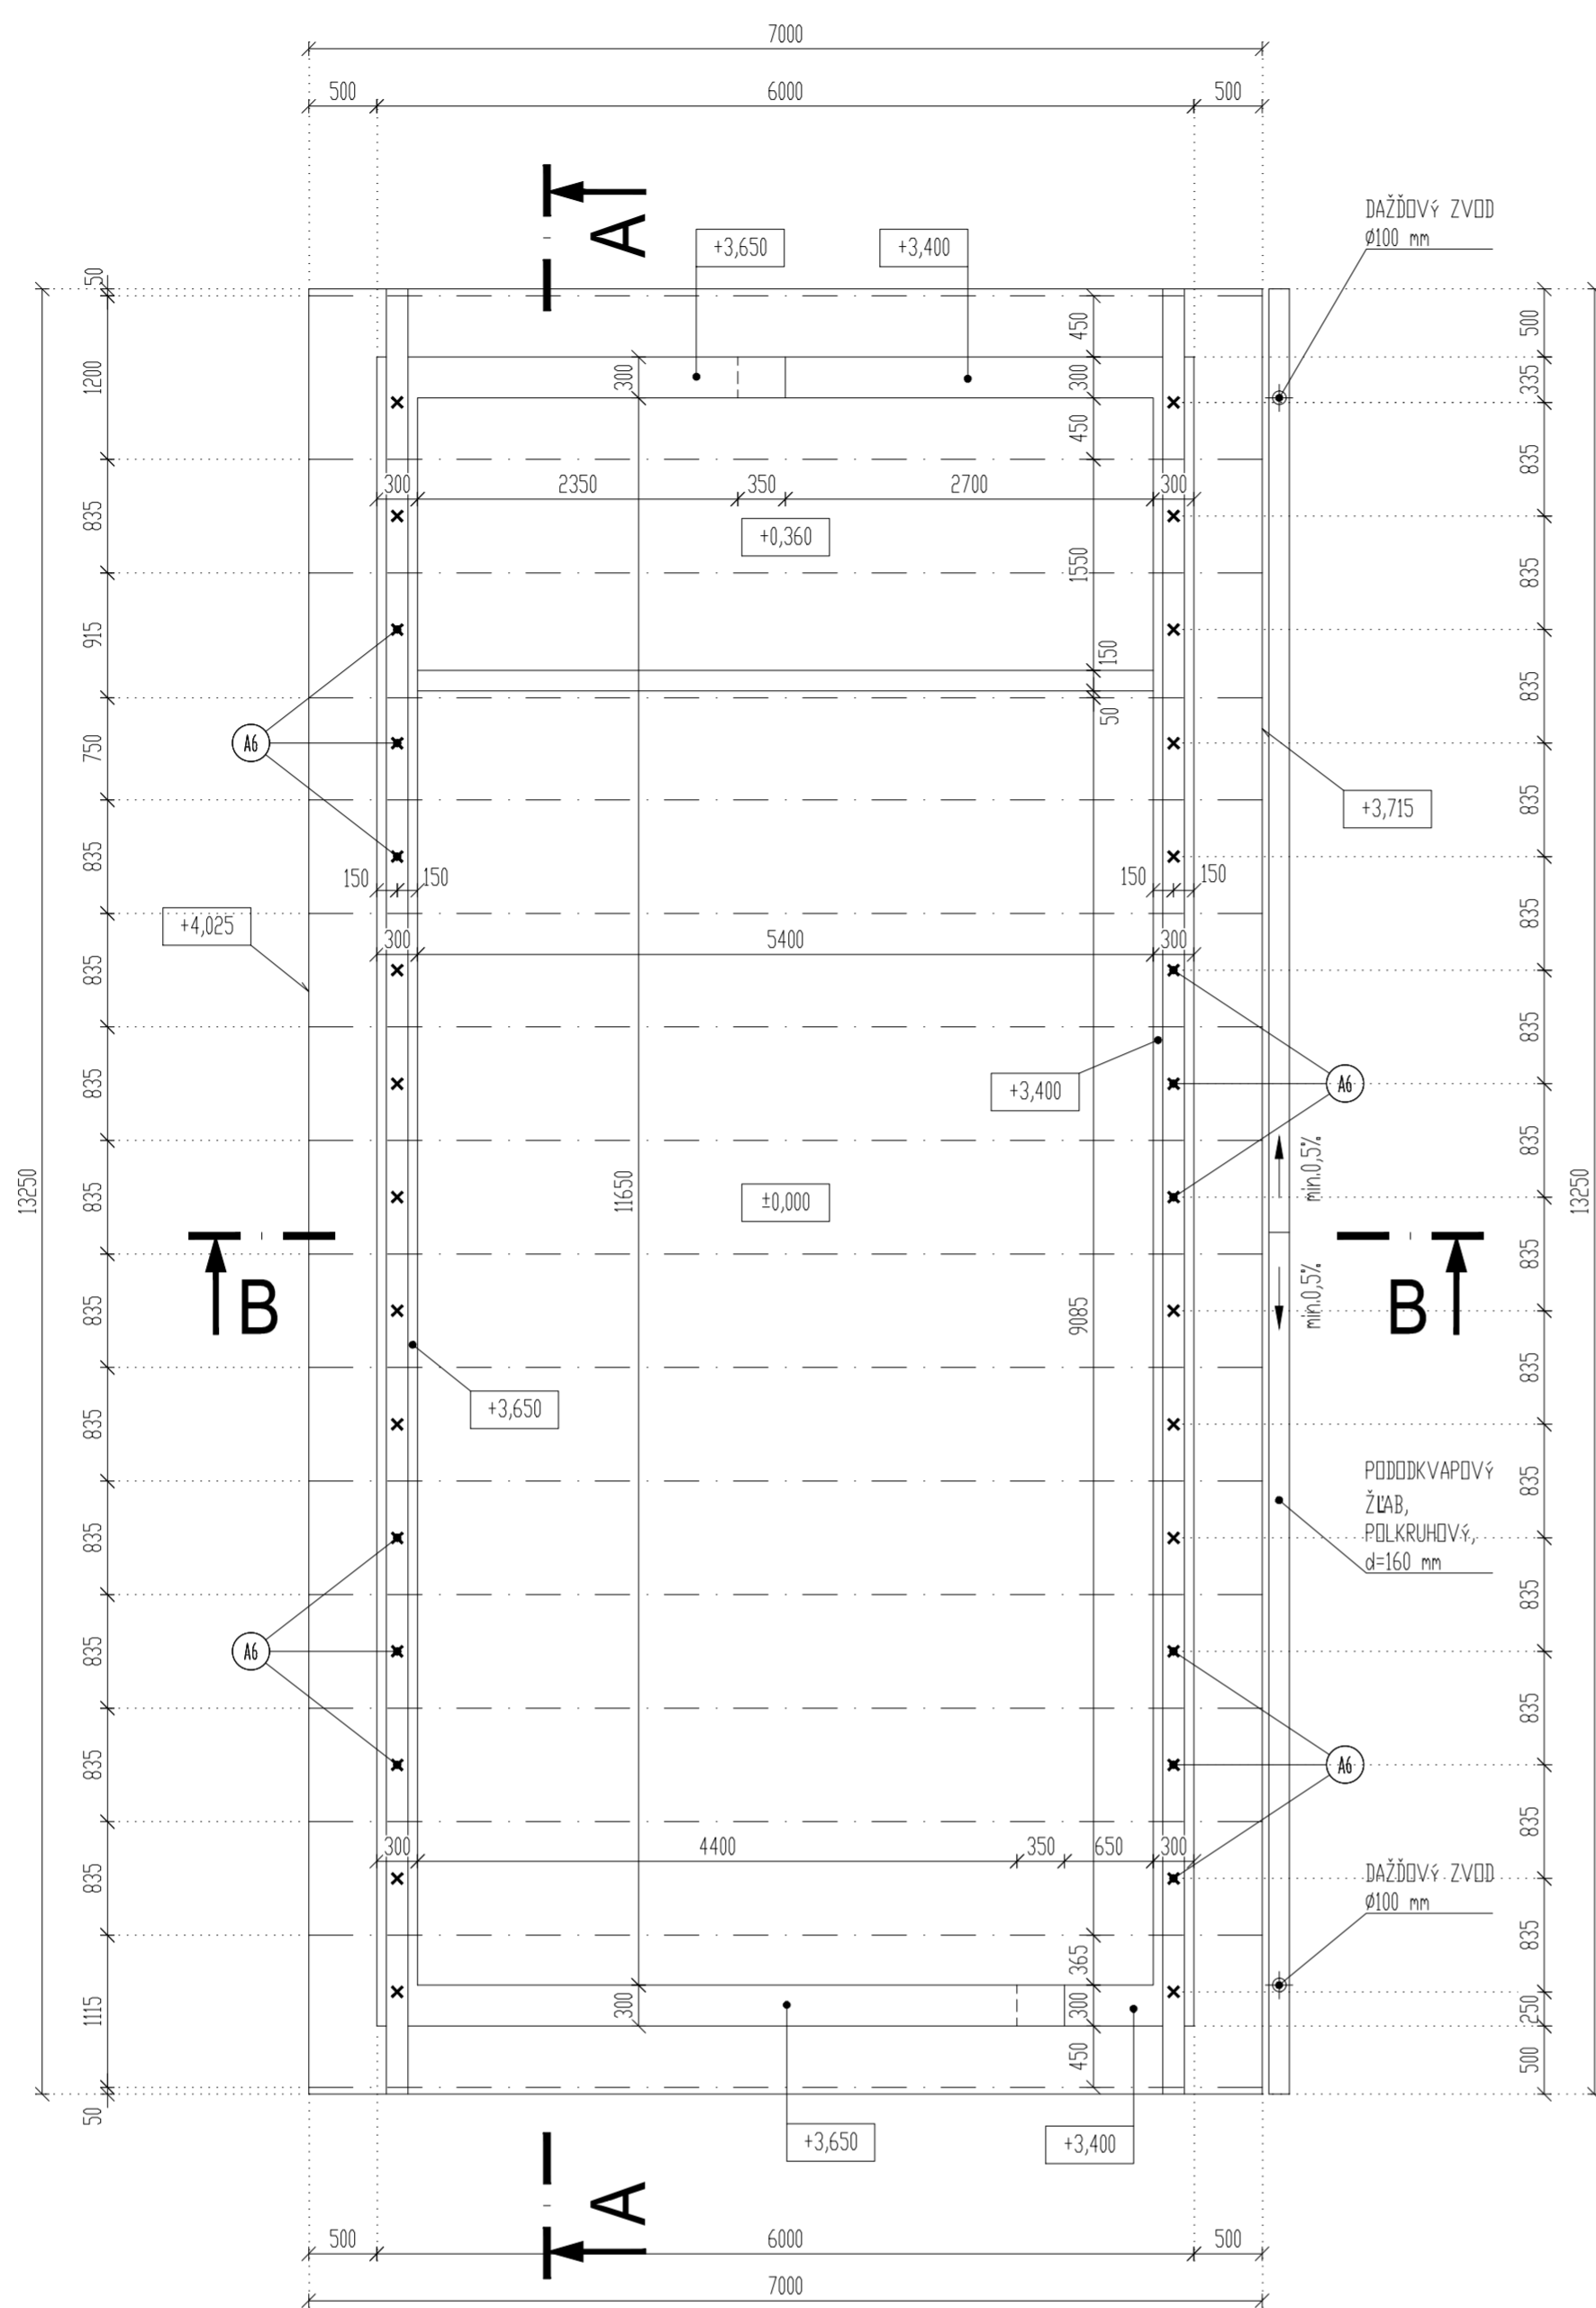 7000
500 6000 500
A
+3,650 +3,400
DAŽĎOVÝ ZVOD
Ø100 mm
50
1200
835
915
750
835
835
835
835
835
835
835
835
835
1115
50
13250
300
450
300
450
300 2350 350 2700 300
+0,360
1550
150
50
A6
+3,715
150 150
150 150
+4,025
300 5400 300
+3,400
A6
11650
±0,000
9085
min.0,5%
min.0,5%
B
B
+3,650
PODODKVAPOVÝ
ŽĽAB,
POLKRUHOVÝ,
d=160 mm
A6
A6
300 4400 350 650 300
DAŽĎOVÝ ZVOD
Ø100 mm
365
300
300
450
+3,650 +3,400
500
335
835
835
835
835
835
835
835
835
835
835
835
835
835
835
250
500
13250
A
500 6000 500
7000